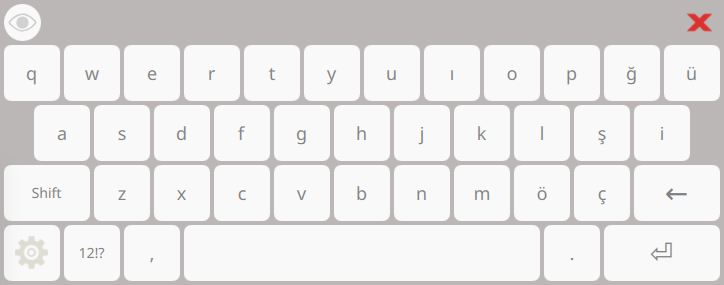 q w e r t y u ı o p ğ ü
a s d f g h j k l ş i
Shift z x c v b n m ö ç ←
12!? , . ⏎